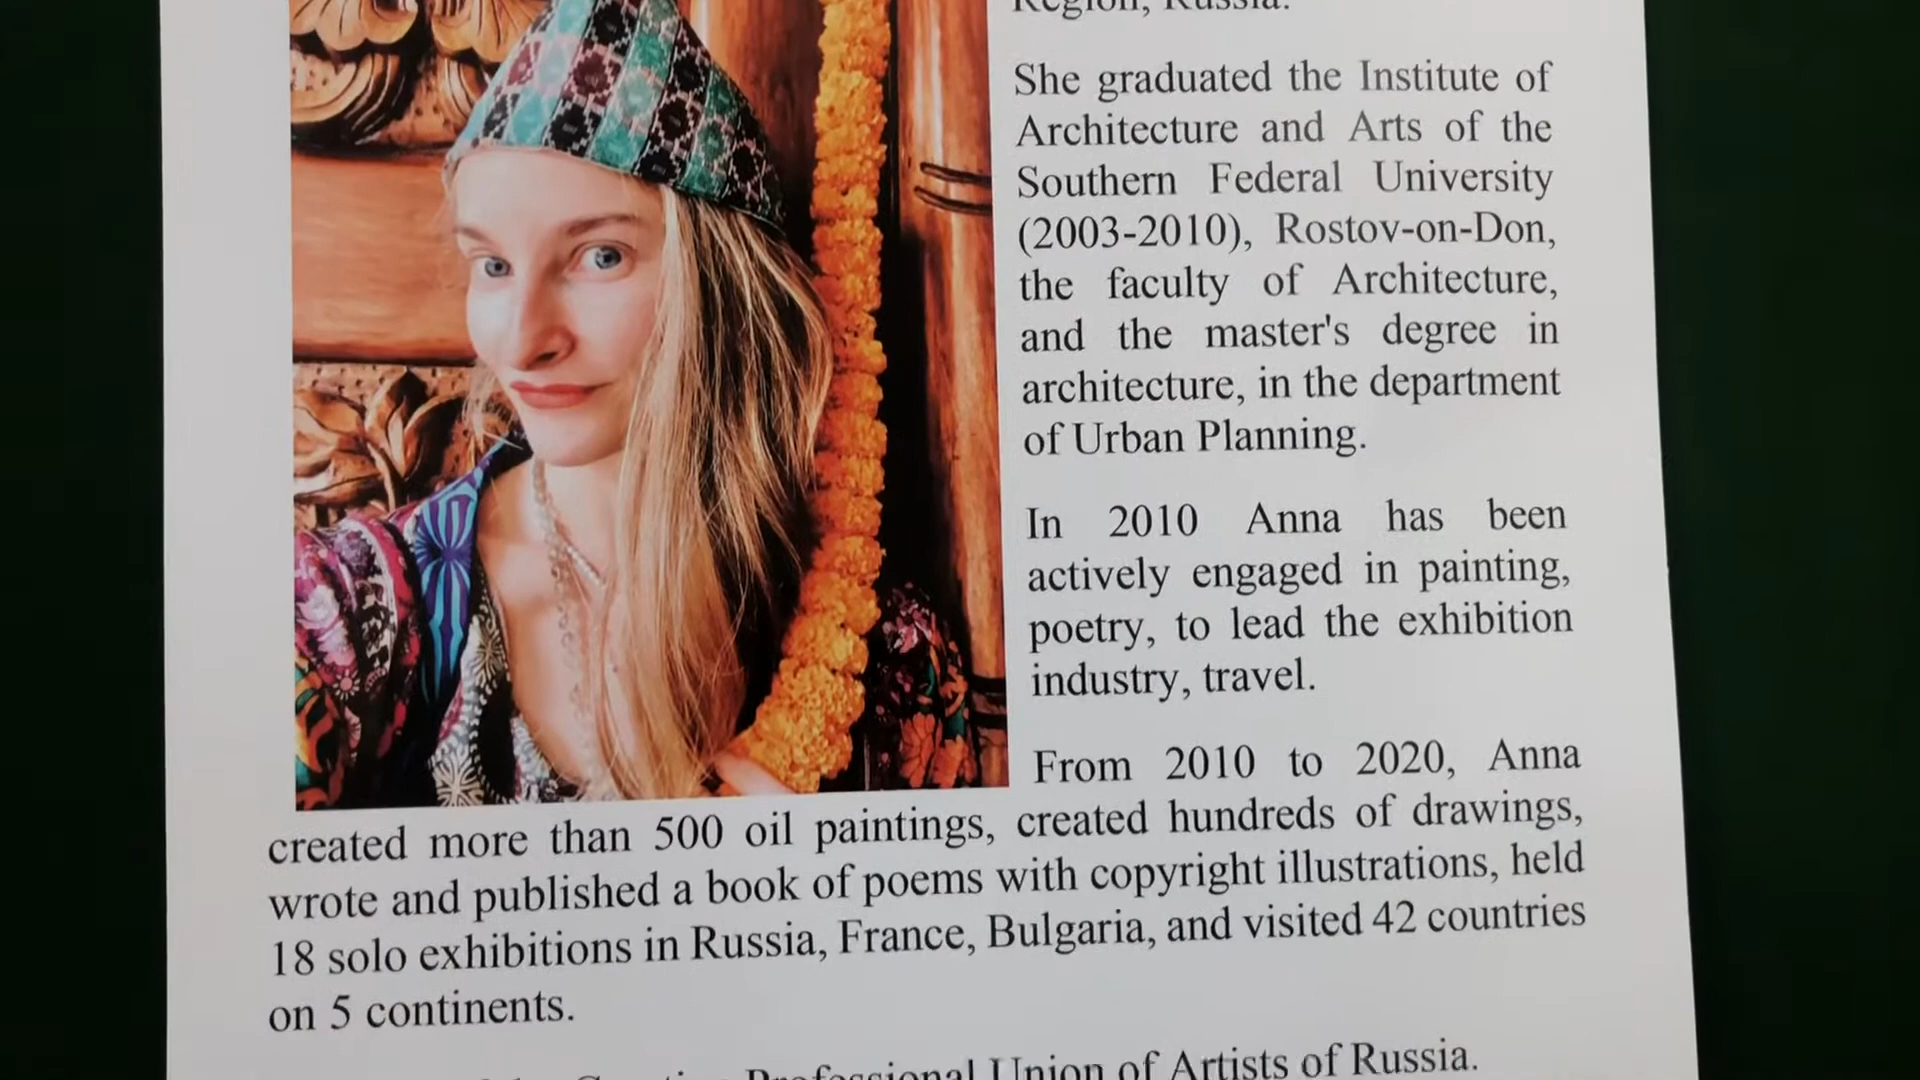 Region, Russia.
She graduated the Institute of
Architecture and Arts of the
Southern Federal University
(2003-2010), Rostov-on-Don,
the faculty of Architecture,
and the master's degree in
architecture, in the department
of Urban Planning.
In 2010 Anna has been
actively engaged in painting,
poetry, to lead the exhibition
industry, travel.
From 2010 to 2020, Anna
created more than 500 oil paintings, created hundreds of drawings,
wrote and published a book of poems with copyright illustrations, held
18 solo exhibitions in Russia, France, Bulgaria, and visited 42 countries
on 5 continents.
Professional Union of Artists of Russia.